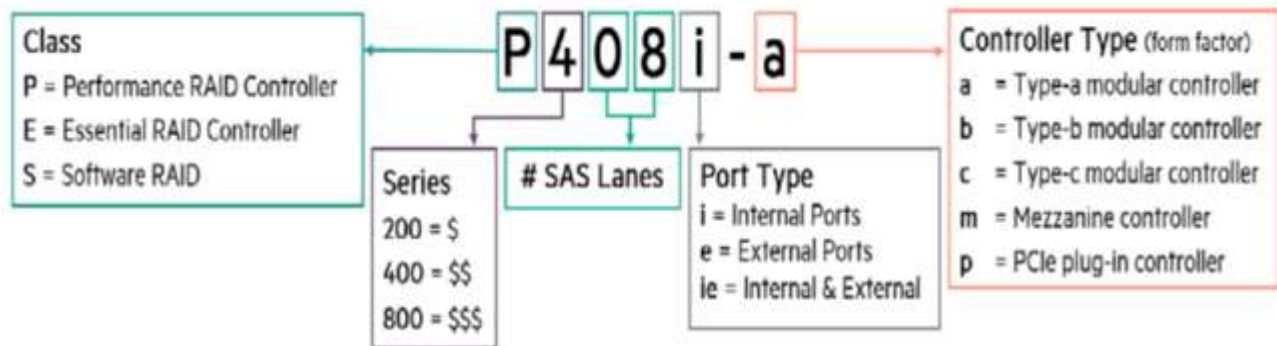 P408i-a
Class
P = Performance RAID Controller
E = Essential RAID Controller
S = Software RAID
Series
200 = $
400 = $$
800 = $$$
# SAS Lanes
Port Type
i = Internal Ports
e = External Ports
ie = Internal & External
Controller Type (form factor)
a = Type-a modular controller
b = Type-b modular controller
c = Type-c modular controller
m = Mezzanine controller
p = PCIe plug-in controller